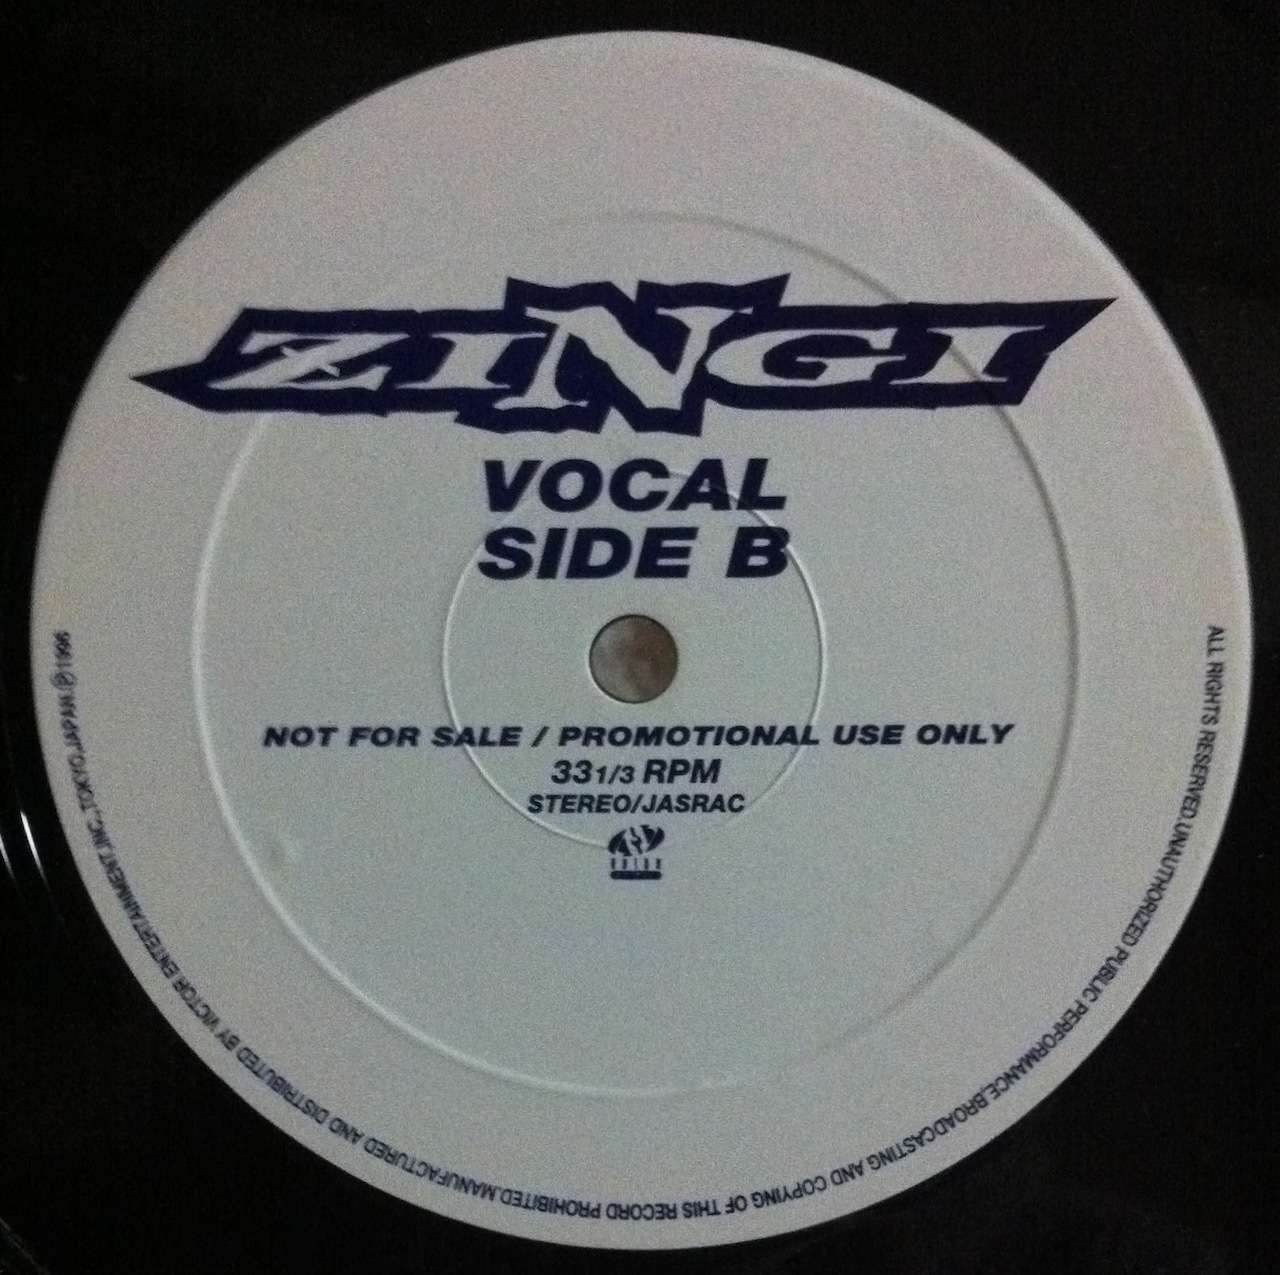 ZINGI
VOCAL
SIDE B
NOT FOR SALE / PROMOTIONAL USE ONLY
33 1/3 RPM
STEREO/JASRAC
ALL RIGHTS RESERVED.UNAUTHORIZED PUBLIC PERFORMANCE,BROADCASTING AND COPYING OF THIS RECORD PROHIBITED.MANUFACTURED AND DISTRIBUTED BY VICTOR ENTERTAINMENT,INC.,TOKYO,JAPAN Ⓟ1996